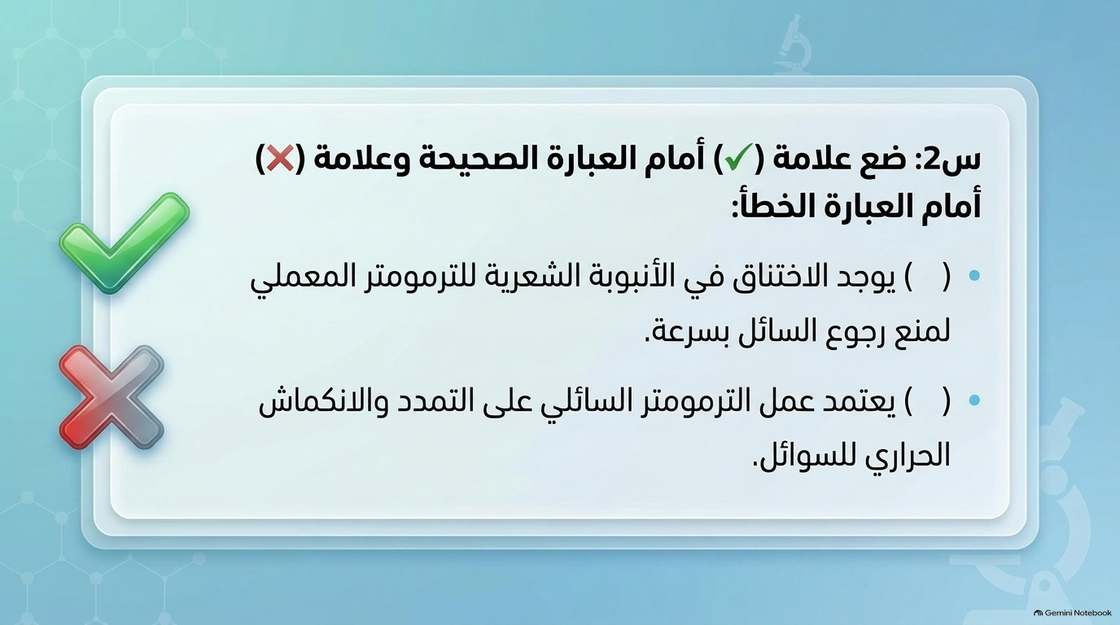 س2: ضع علامة (✓) أمام العبارة الصحيحة وعلامة (❌)
أمام العبارة الخطأ:
• ( ) يوجد الاختناق في الأنبوبة الشعرية للترمومتر المعملي
لمنع رجوع السائل بسرعة.
• ( ) يعتمد عمل الترمومتر السائلي على التمدد والانكماش
الحراري للسوائل.
Gemini Notebook